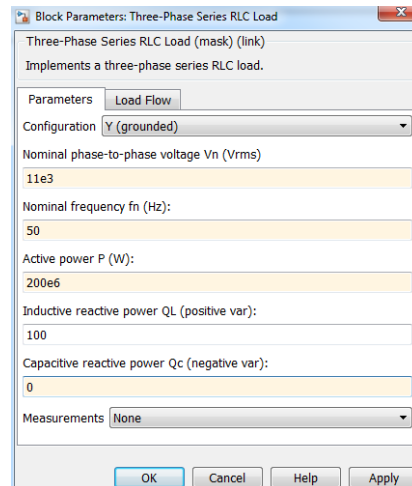 Block Parameters: Three-Phase Series RLC Load
Three-Phase Series RLC Load (mask) (link)
Implements a three-phase series RLC load.
Parameters Load Flow
Configuration Y (grounded)
Nominal phase-to-phase voltage Vn (Vrms)
11e3
Nominal frequency fn (Hz):
50
Active power P (W):
200e6
Inductive reactive power QL (positive var):
100
Capacitive reactive power Qc (negative var):
0
Measurements None
OK Cancel Help Apply